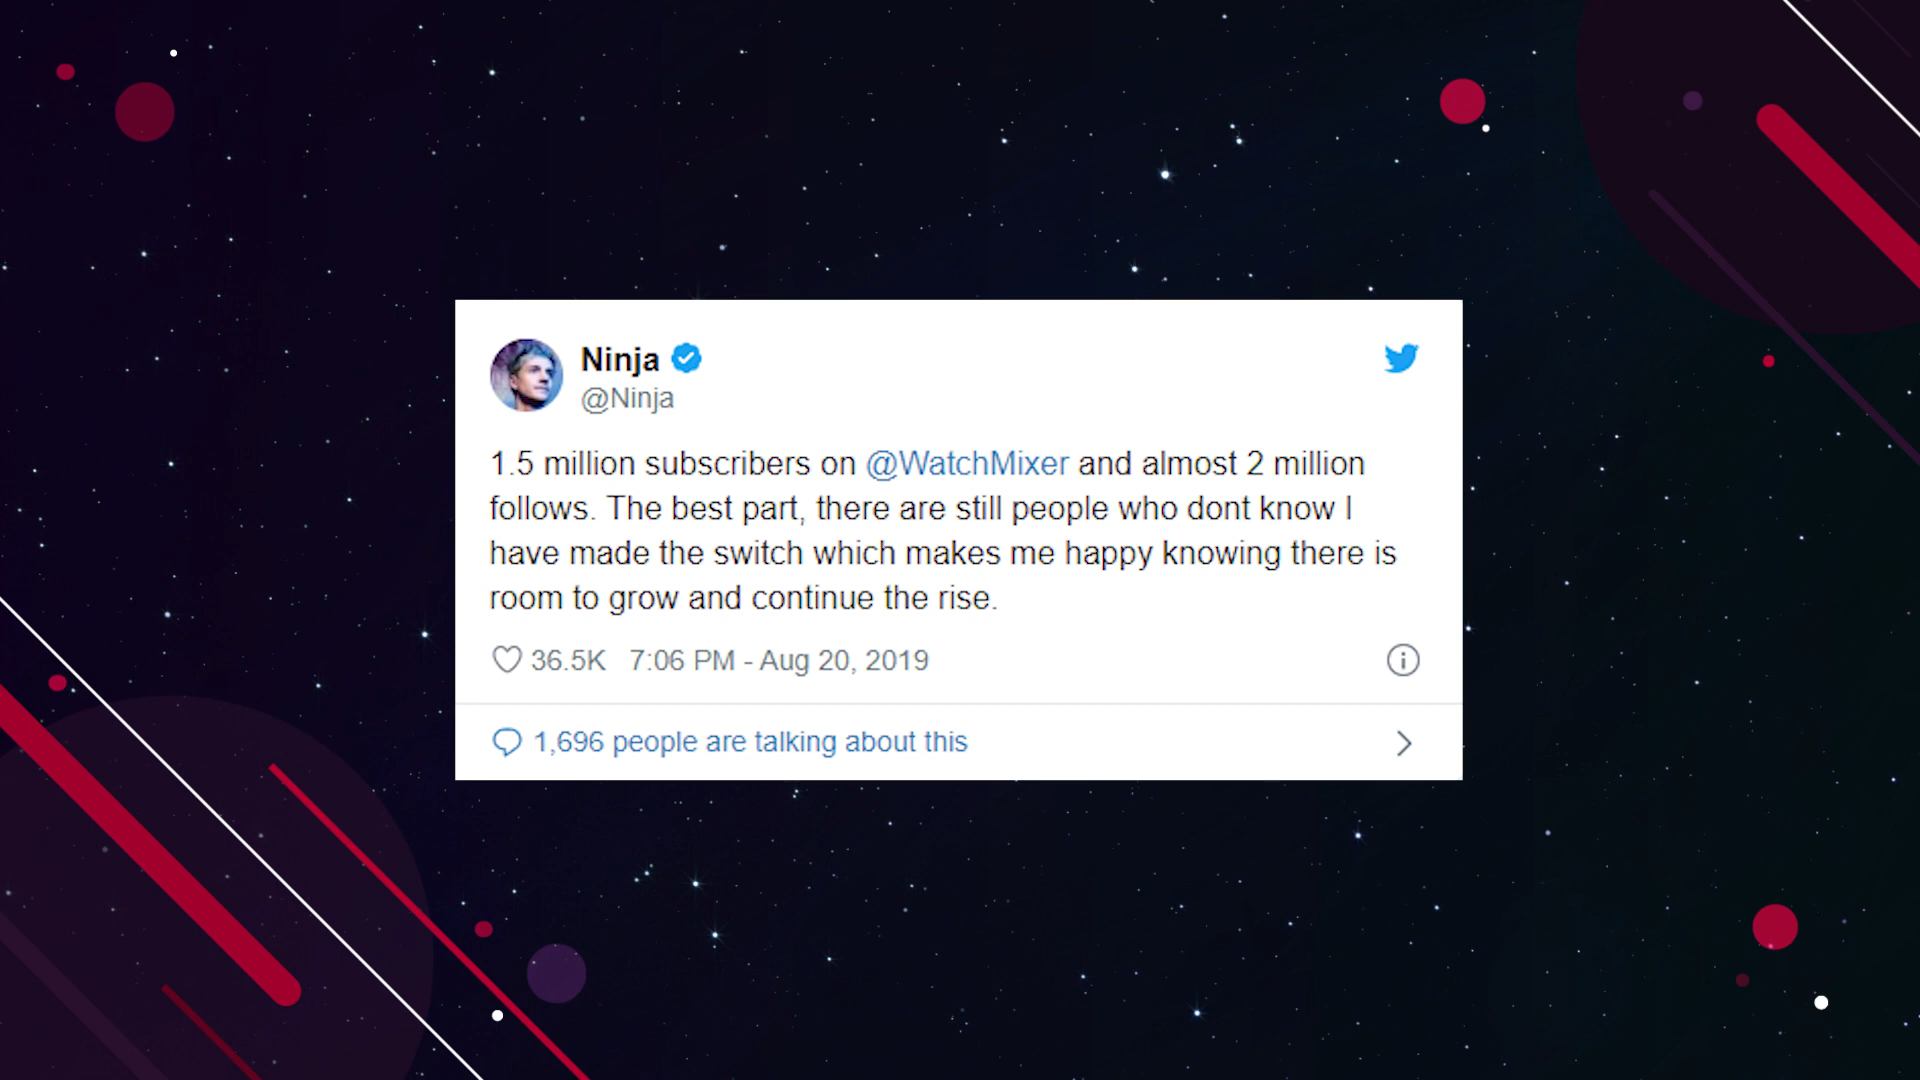 Ninja
@Ninja
1.5 million subscribers on @WatchMixer and almost 2 million
follows. The best part, there are still people who dont know I
have made the switch which makes me happy knowing there is
room to grow and continue the rise.
36.5K 7:06 PM - Aug 20, 2019
1,696 people are talking about this